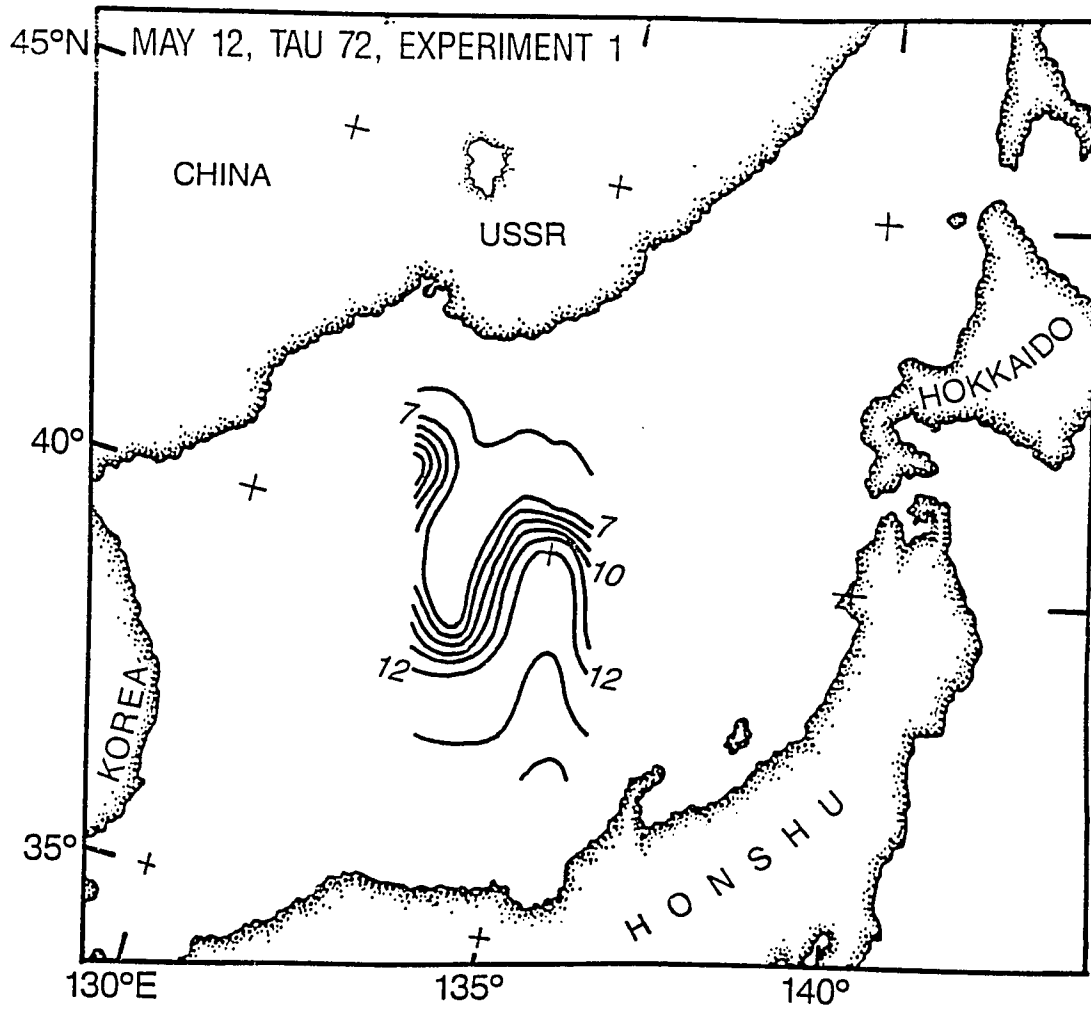 45°N
MAY 12, TAU 72, EXPERIMENT 1
CHINA
USSR
HOKKAIDO
7
40°
7
10
12
12
KOREA
HONSHU
35°
130°E
135°
140°